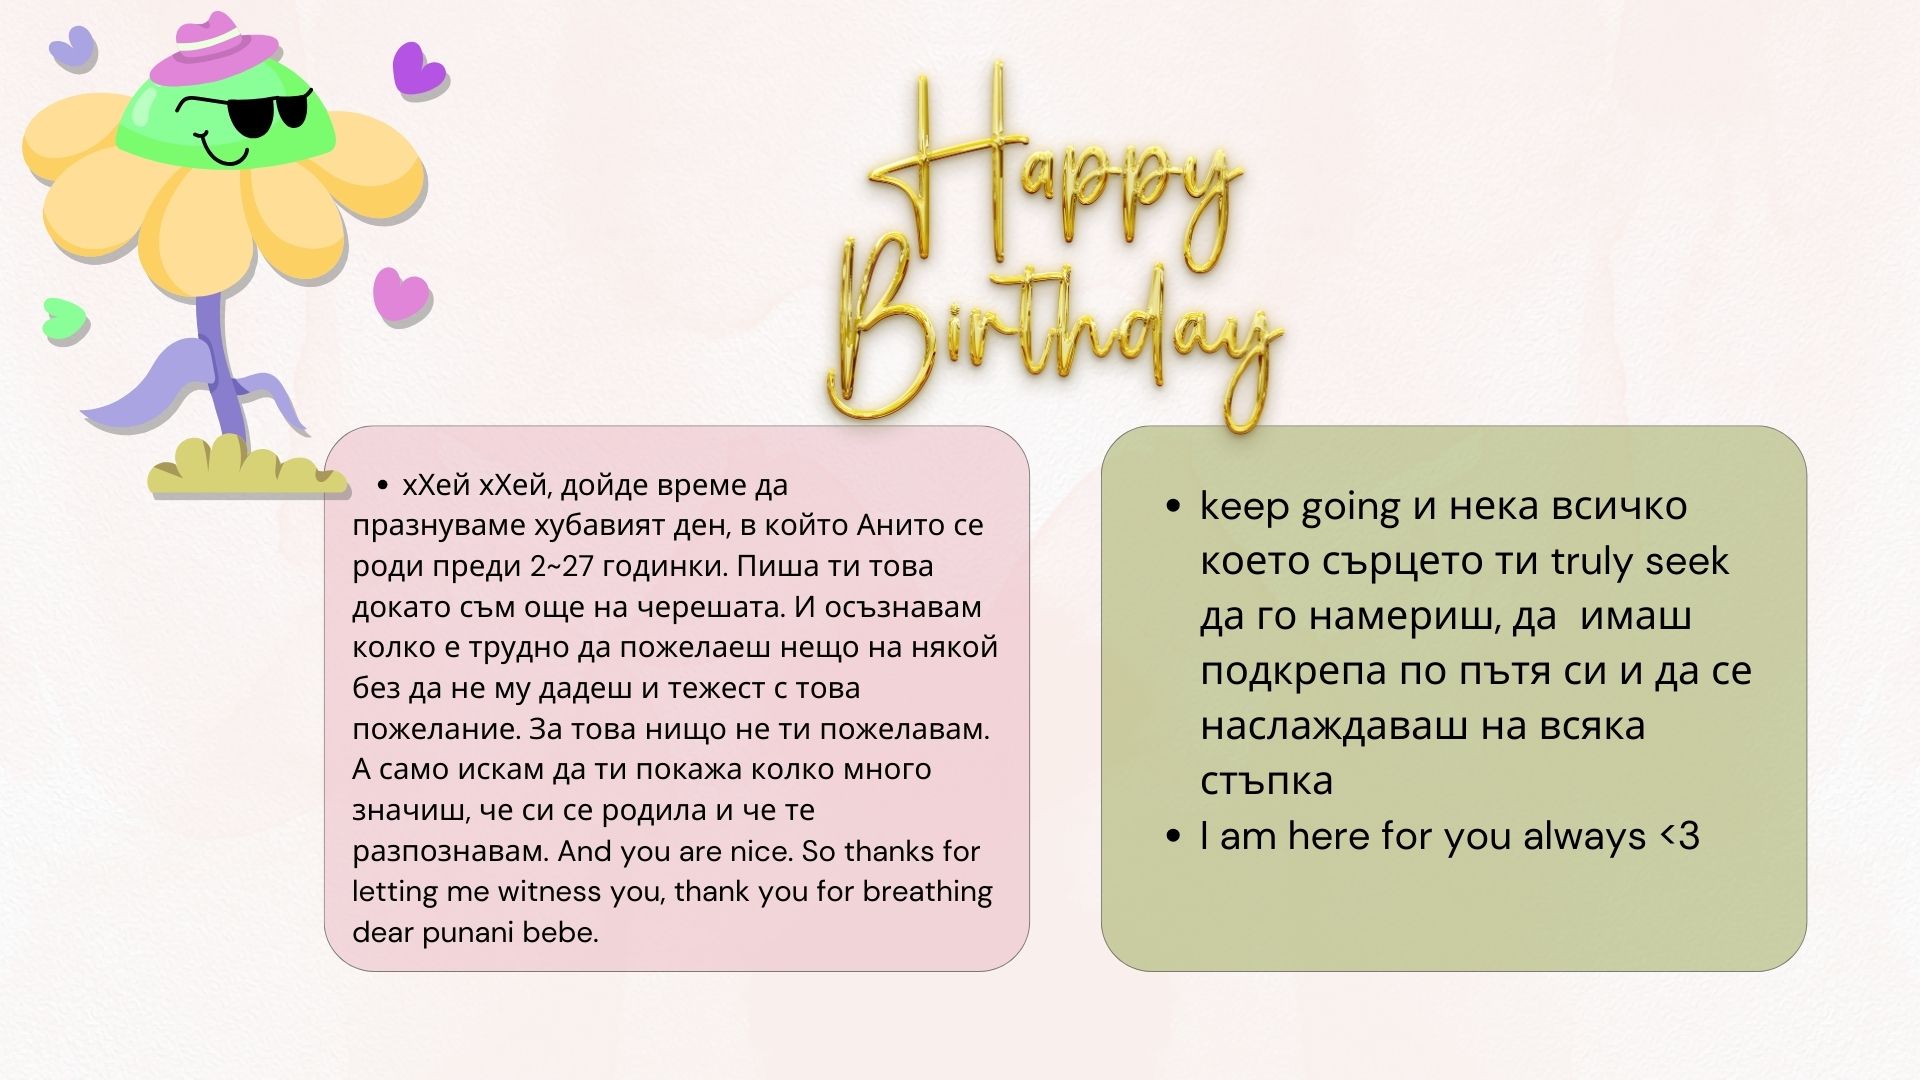 Happy
Birthday
• хХей хХей, дойде време да
празнуваме хубавият ден, в който Анито се
роди преди 2~27 годинки. Пиша ти това
докато съм още на черешата. И осъзнавам
колко е трудно да пожелаеш нещо на някой
без да не му дадеш и тежест с това
пожелание. За това нищо не ти пожелавам.
А само искам да ти покажа колко много
значиш, че си се родила и че те
разпознавам. And you are nice. So thanks for
letting me witness you, thank you for breathing
dear punani bebe.
• keep going и нека всичко
което сърцето ти truly seek
да го намериш, да  имаш
подкрепа по пътя си и да се
наслаждаваш на всяка
стъпка
• I am here for you always <3